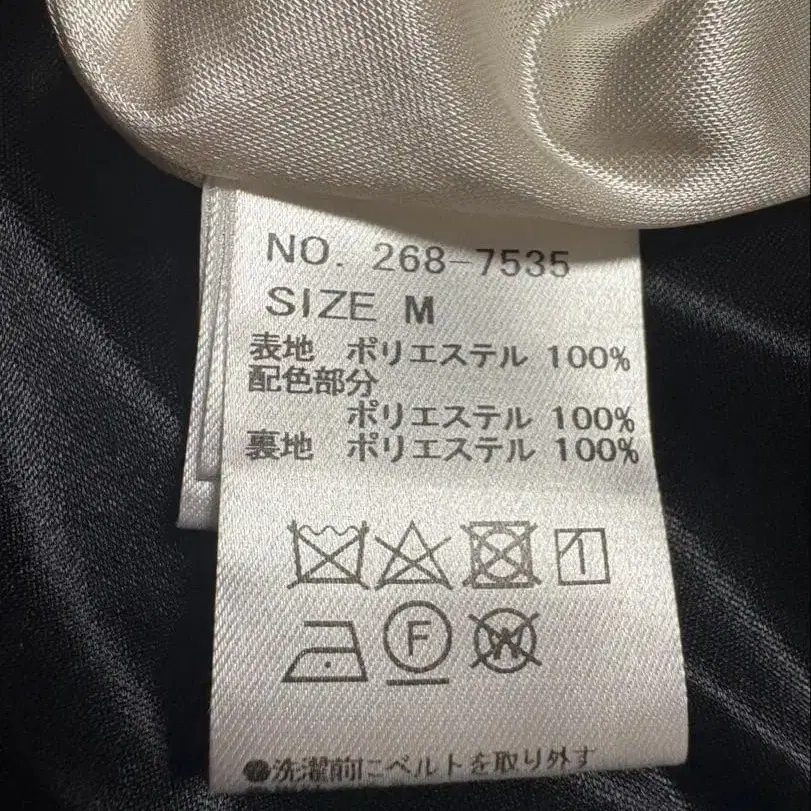 NO. 268-7535
SIZE M
表地 ポリエステル 100%
配色部分
ポリエステル 100%
裏地 ポリエステル 100%
F
W
●洗濯前にベルトを取り外す